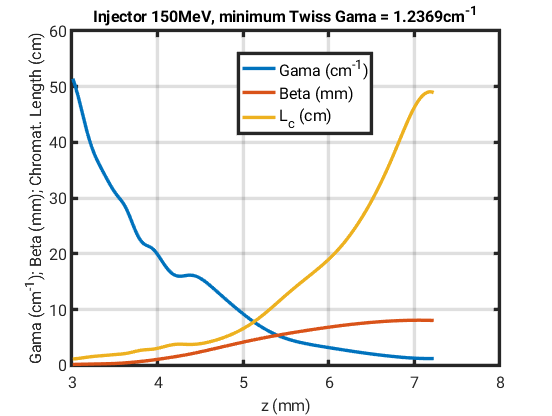 Injector 150MeV, minimum Twiss Gama = 1.2369cm⁻¹
Gama (cm⁻¹); Beta (mm); Chromat. Length (cm)
60
50
40
30
20
10
0
Gama (cm⁻¹)
Beta (mm)
L_c (cm)
3 4 5 6 7 8
z (mm)